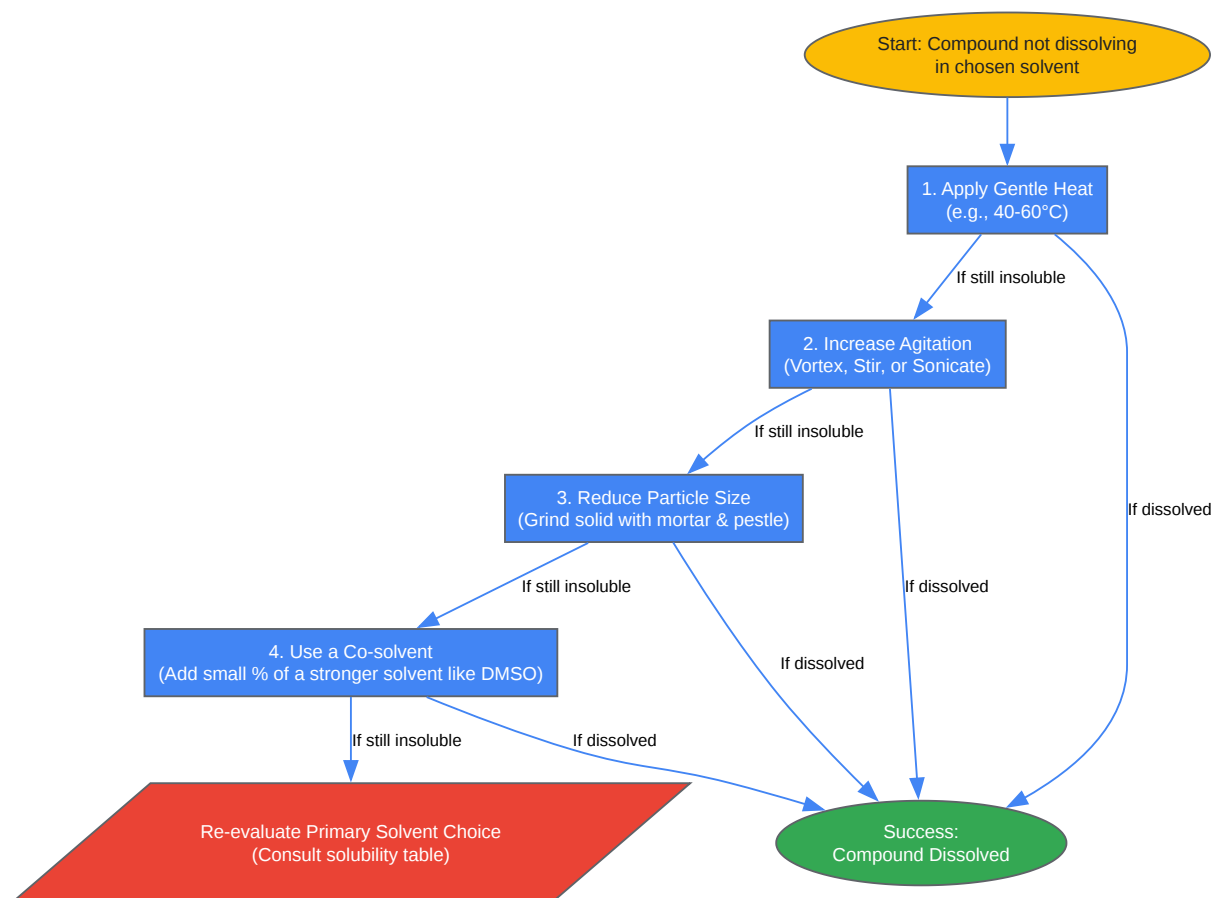 Start: Compound not dissolving
in chosen solvent
1. Apply Gentle Heat
(e.g., 40-60°C)
If still insoluble
2. Increase Agitation
(Vortex, Stir, or Sonicate)
If still insoluble
3. Reduce Particle Size
(Grind solid with mortar & pestle)
If dissolved
If still insoluble
If dissolved
4. Use a Co-solvent
(Add small % of a stronger solvent like DMSO)
If dissolved
If still insoluble
If dissolved
Re-evaluate Primary Solvent Choice
(Consult solubility table)
Success:
Compound Dissolved